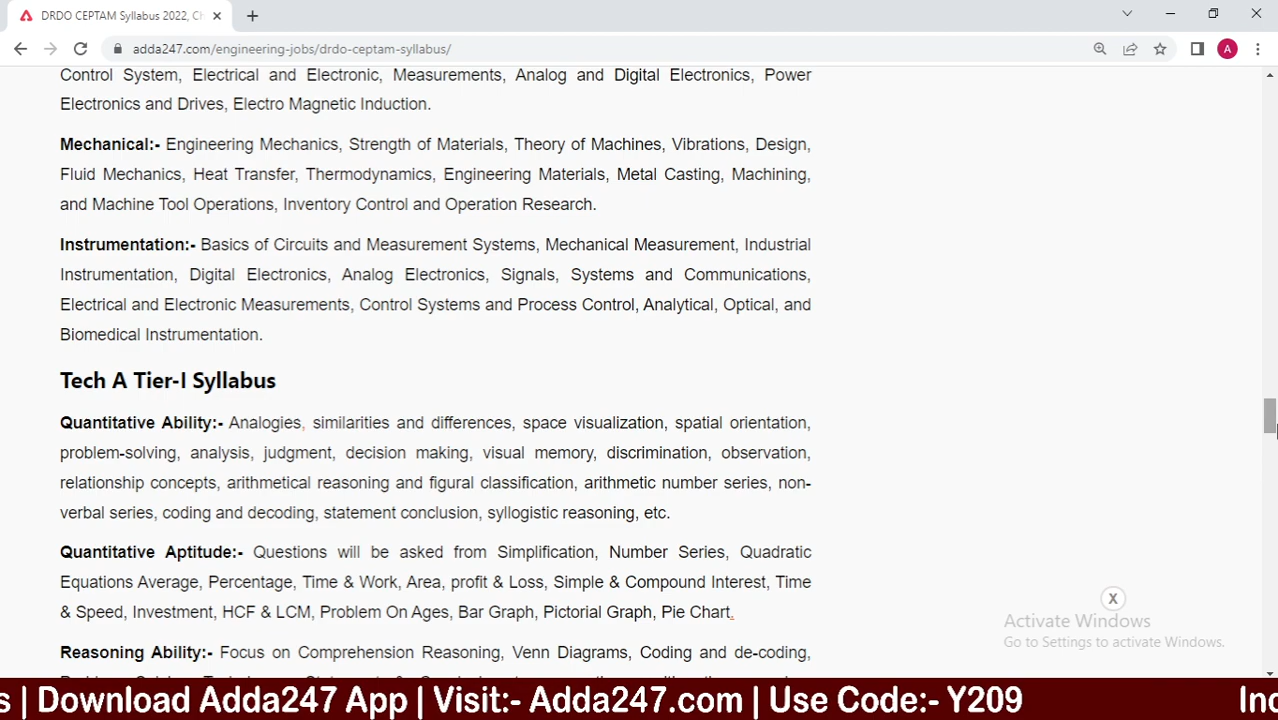 DRDO CEPTAM Syllabus 2022, Ch
adda247.com/engineering-jobs/drdo-ceptam-syllabus/
A
Control System, Electrical and Electronic, Measurements, Analog and Digital Electronics, Power
Electronics and Drives, Electro Magnetic Induction.
Mechanical:- Engineering Mechanics, Strength of Materials, Theory of Machines, Vibrations, Design,
Fluid Mechanics, Heat Transfer, Thermodynamics, Engineering Materials, Metal Casting, Machining,
and Machine Tool Operations, Inventory Control and Operation Research.
Instrumentation:- Basics of Circuits and Measurement Systems, Mechanical Measurement, Industrial
Instrumentation, Digital Electronics, Analog Electronics, Signals, Systems and Communications,
Electrical and Electronic Measurements, Control Systems and Process Control, Analytical, Optical, and
Biomedical Instrumentation.
Tech A Tier-I Syllabus
Quantitative Ability:- Analogies, similarities and differences, space visualization, spatial orientation,
problem-solving, analysis, judgment, decision making, visual memory, discrimination, observation,
relationship concepts, arithmetical reasoning and figural classification, arithmetic number series, non-
verbal series, coding and decoding, statement conclusion, syllogistic reasoning, etc.
Quantitative Aptitude:- Questions will be asked from Simplification, Number Series, Quadratic
Equations Average, Percentage, Time & Work, Area, profit & Loss, Simple & Compound Interest, Time
& Speed, Investment, HCF & LCM, Problem On Ages, Bar Graph, Pictorial Graph, Pie Chart.
X
Activate Windows
Go to Settings to activate Windows.
Reasoning Ability:- Focus on Comprehension Reasoning, Venn Diagrams, Coding and de-coding,
s | Download Adda247 App | Visit:- Adda247.com | Use Code:- Y209
Inc